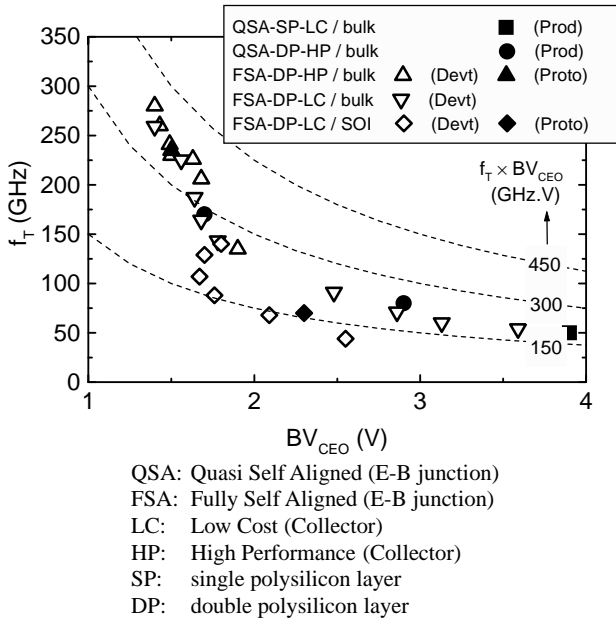 QSA-SP-LC / bulk (Prod)
QSA-DP-HP / bulk (Prod)
FSA-DP-HP / bulk (Devt) (Proto)
FSA-DP-LC / bulk (Devt)
FSA-DP-LC / SOI (Devt) (Proto)
350
300
250
200
150
100
50
0
f_T (GHz)
f_T × BV_CEO
(GHz.V)
450
300
150
1 2 3 4
BV_CEO (V)
QSA: Quasi Self Aligned (E-B junction)
FSA: Fully Self Aligned (E-B junction)
LC: Low Cost (Collector)
HP: High Performance (Collector)
SP: single polysilicon layer
DP: double polysilicon layer